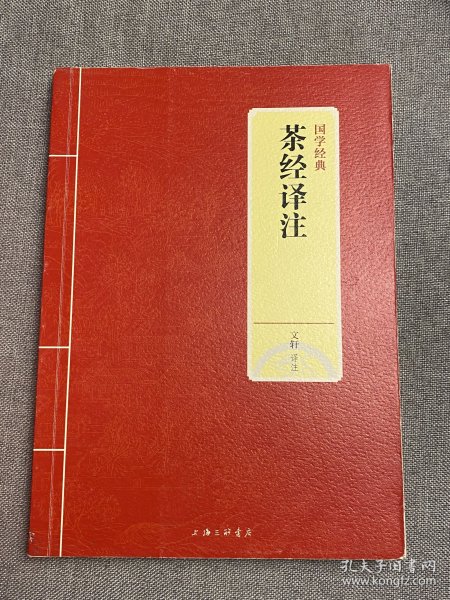 国学经典
茶经译注
文轩 译注
上海三联书店
孔夫子旧书网
www.kongfz.com